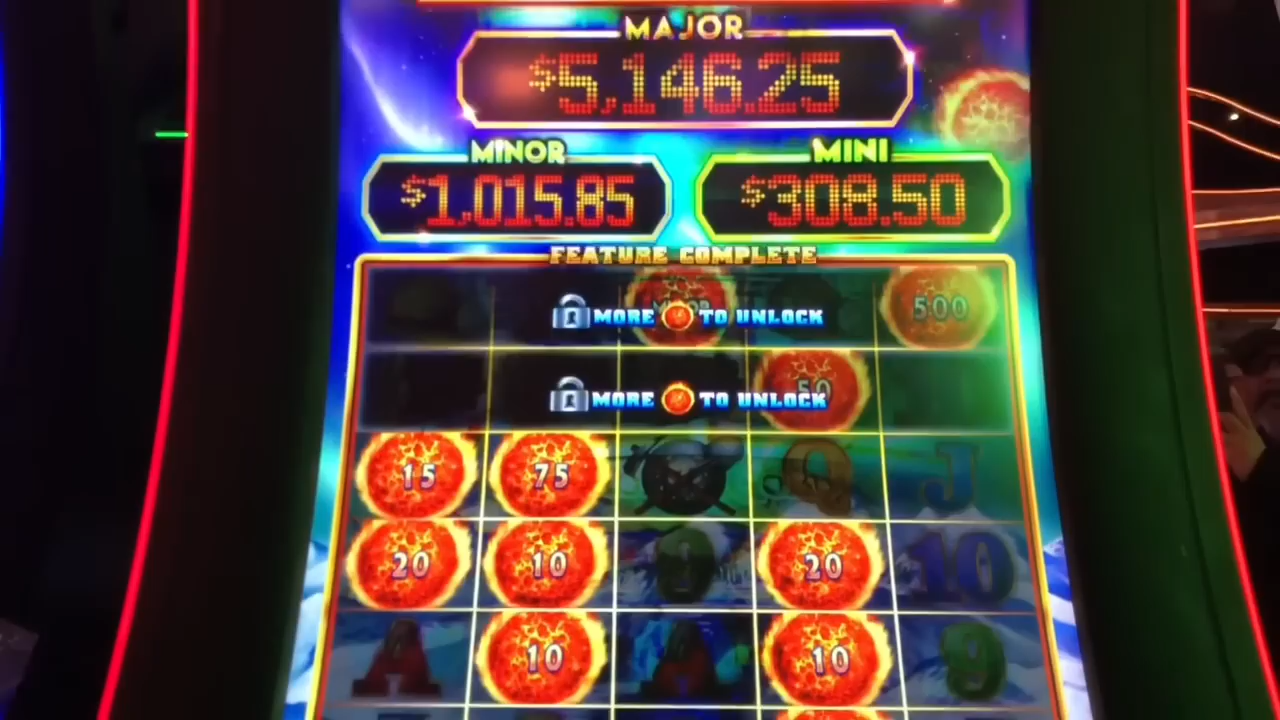 MAJOR
$5,146.25
MINOR
MINI
$1,015.85
$308.50
FEATURE COMPLETE
MORE TO UNLOCK
500
MORE TO UNLOCK
50
15
75
Q
J
20
10
20
10
A
10
10
9